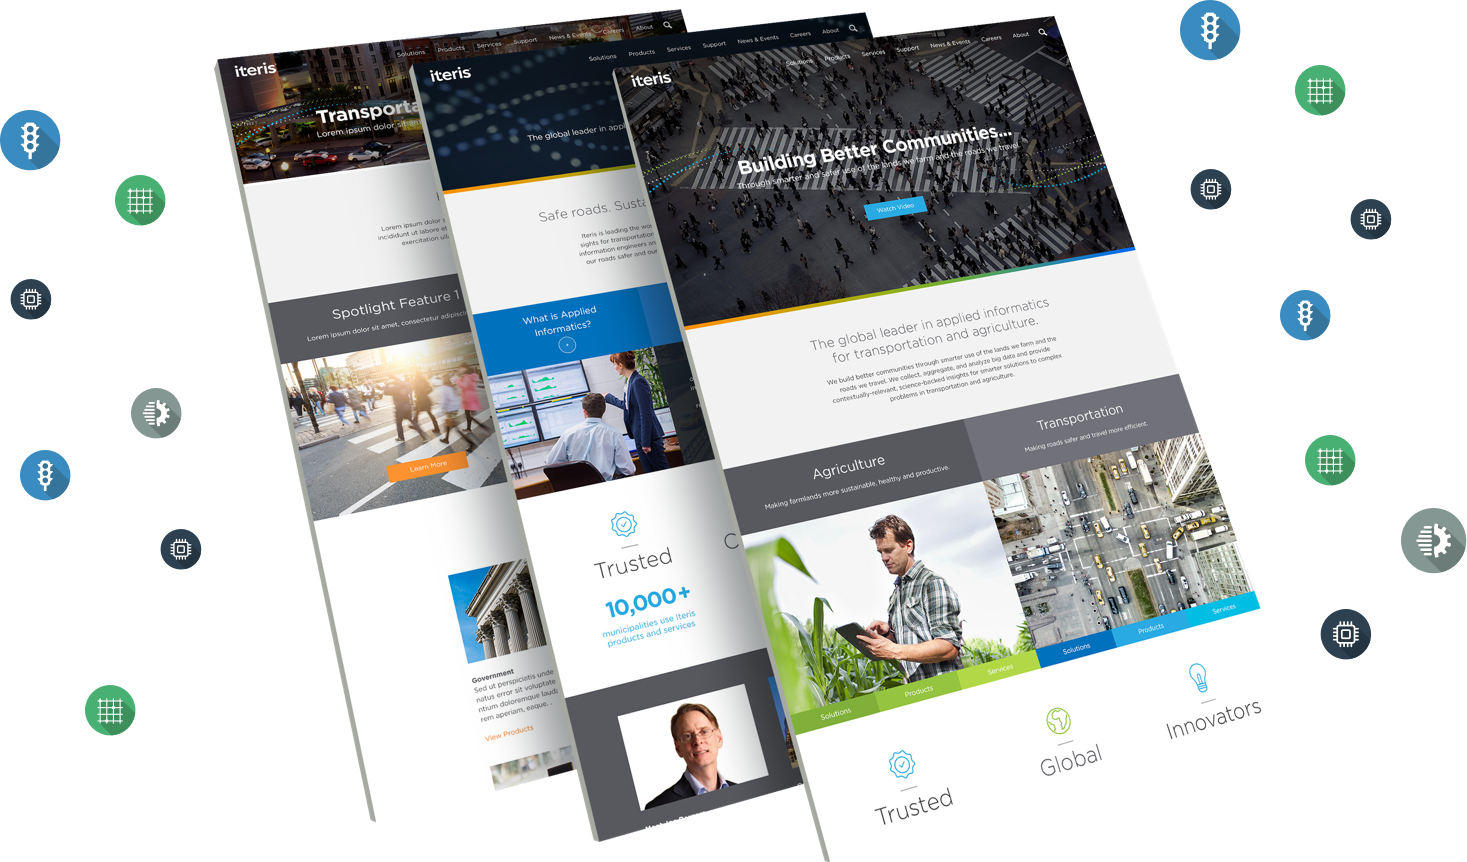 iteris
Solutions Products Services Support News & Events Careers About
Transporta
Lorem ipsum dolor sit am
Lorem ipsum dolor s
incididunt ut labore et
exercitation ull
Spotlight Feature 1
Lorem ipsum dolor sit amet, consectetur adipiscin
Learn More
Government
Sed ut perspiciatis unde
natus error sit voluptate
ntium doloremque lauda
rem aperiam, eaque. .
View Products
iteris
Solutions Products Services Support News & Events Careers About
The global leader in appl
Safe roads. Susta
Iteris is leading the wor
sights for transportation
information engineers an
our roads safer and our
What is Applied
Informatics?
Trusted
10,000+
municipalities use Iteris
products and services
C
iteris
Solutions Products Services Support News & Events Careers About
Building Better Communities...
Through smarter and safer use of the lands we farm and the roads we travel.
Watch Video
The global leader in applied informatics
for transportation and agriculture.
We build better communities through smarter use of the lands we farm and the
roads we travel. We collect, aggregate, and analyze big data and provide
contextually-relevant, science-backed insights for smarter solutions to complex
problems in transportation and agriculture.
Agriculture
Making farmlands more sustainable, healthy and productive.
Solutions Products Services
Transportation
Making roads safer and travel more efficient.
Solutions Products Services
Trusted
Global
Innovators